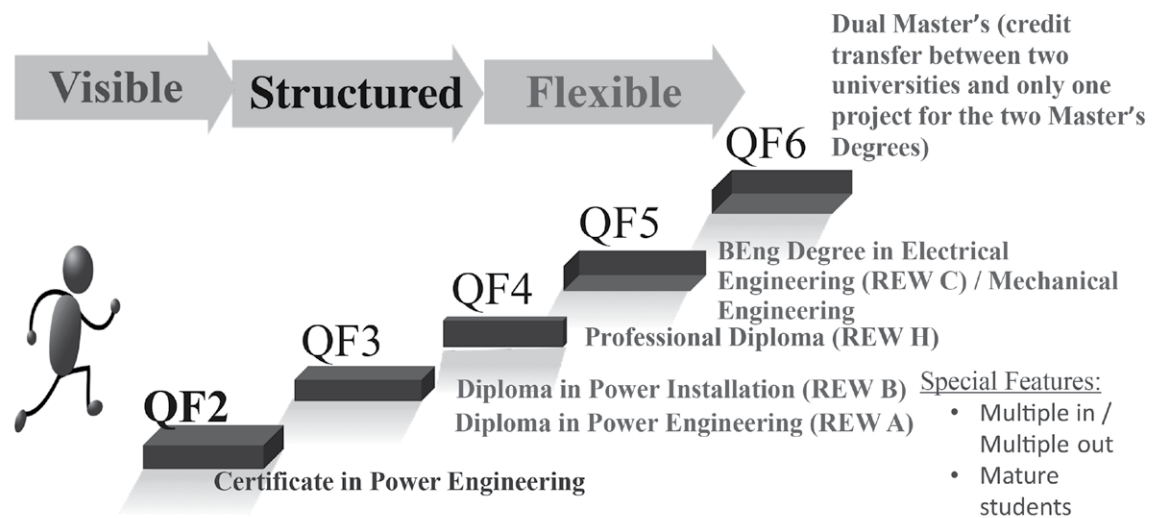 Visible
Structured
Flexible
Dual Master's (credit
transfer between two
universities and only one
project for the two Master's
Degrees)
QF6
QF5
BEng Degree in Electrical
Engineering (REW C) / Mechanical
Engineering
QF4
Professional Diploma (REW H)
QF3
Diploma in Power Installation (REW B)
Diploma in Power Engineering (REW A)
QF2
Certificate in Power Engineering
Special Features:
• Multiple in /
Multiple out
• Mature
students